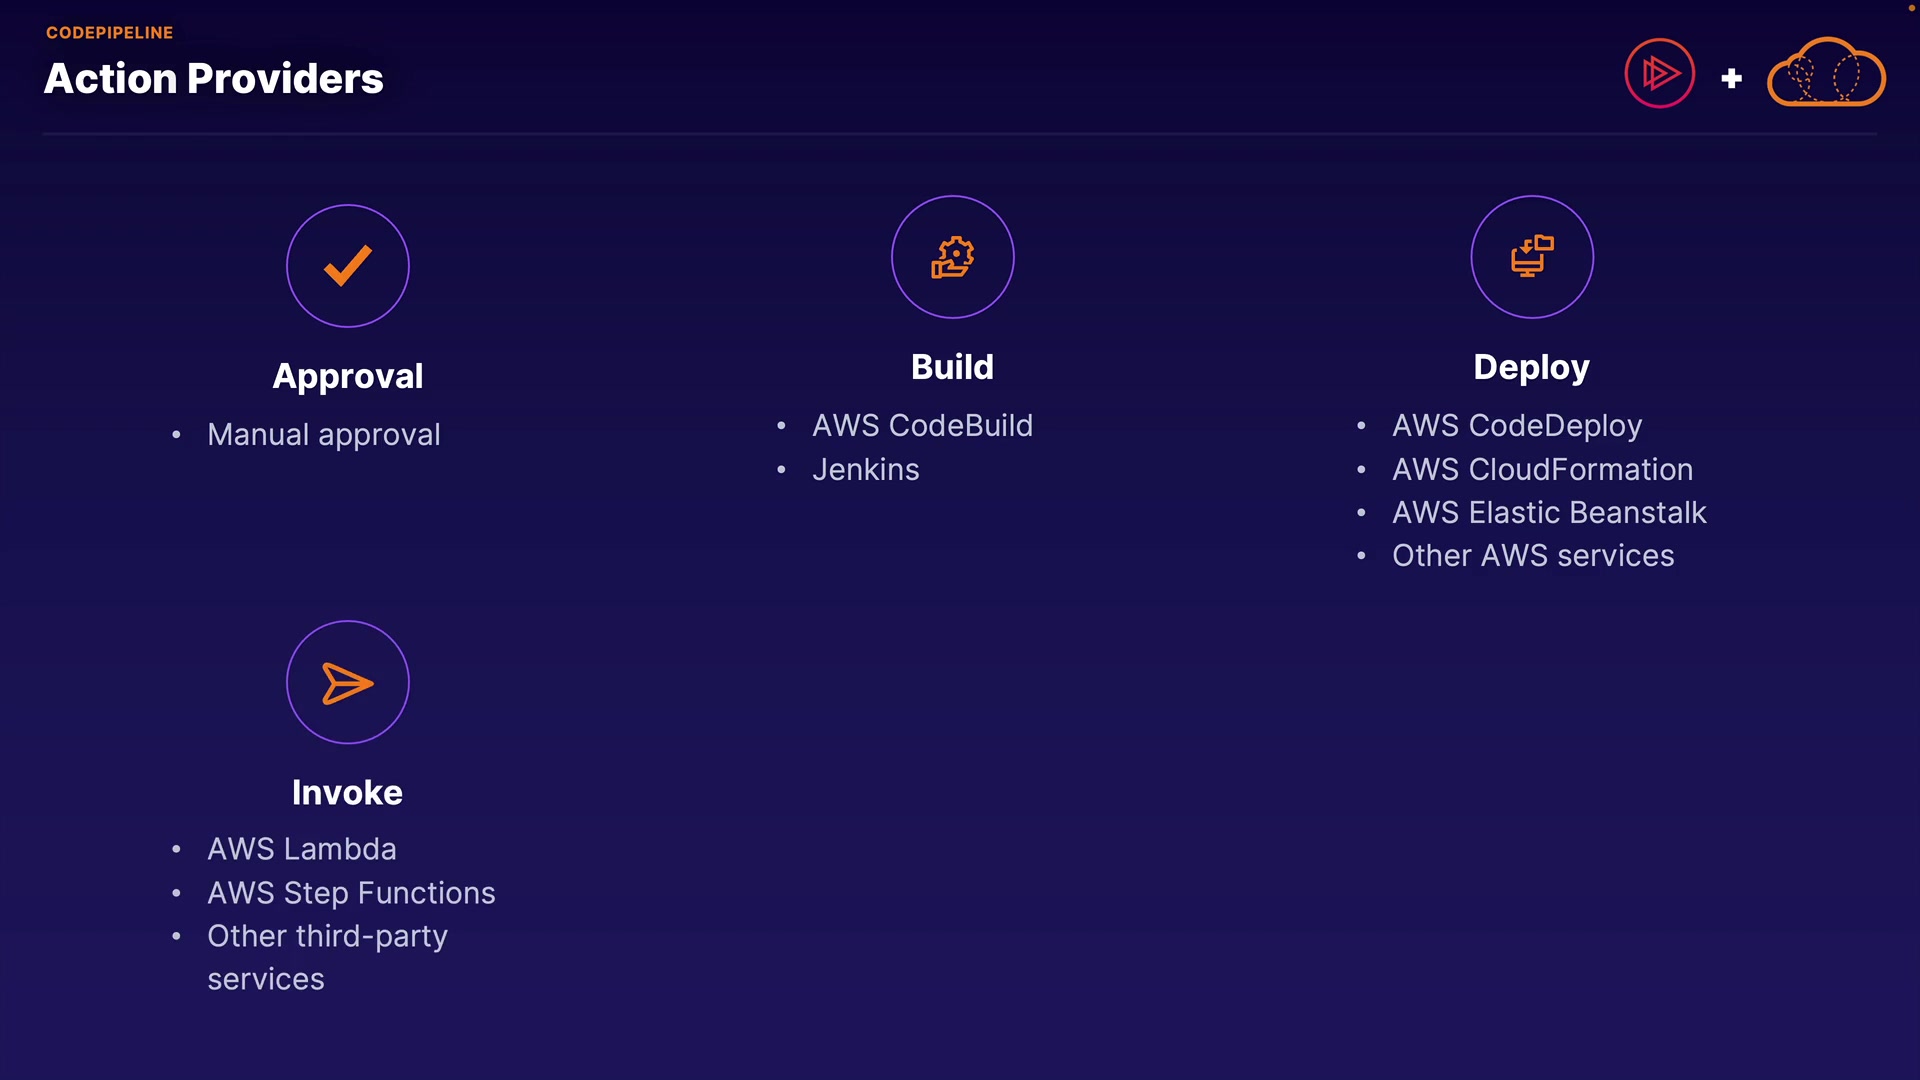 CODEPIPELINE
Action Providers
+
Approval
• Manual approval
Build
• AWS CodeBuild
• Jenkins
Deploy
• AWS CodeDeploy
• AWS CloudFormation
• AWS Elastic Beanstalk
• Other AWS services
Invoke
• AWS Lambda
• AWS Step Functions
• Other third-party
services